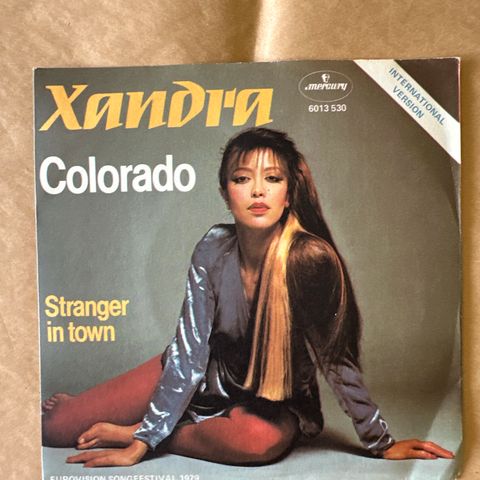 Xandra
mercury
6013 530
INTERNATIONAL
VERSION
Colorado
Stranger
in town
EUROVISION SONGFESTIVAL 1979